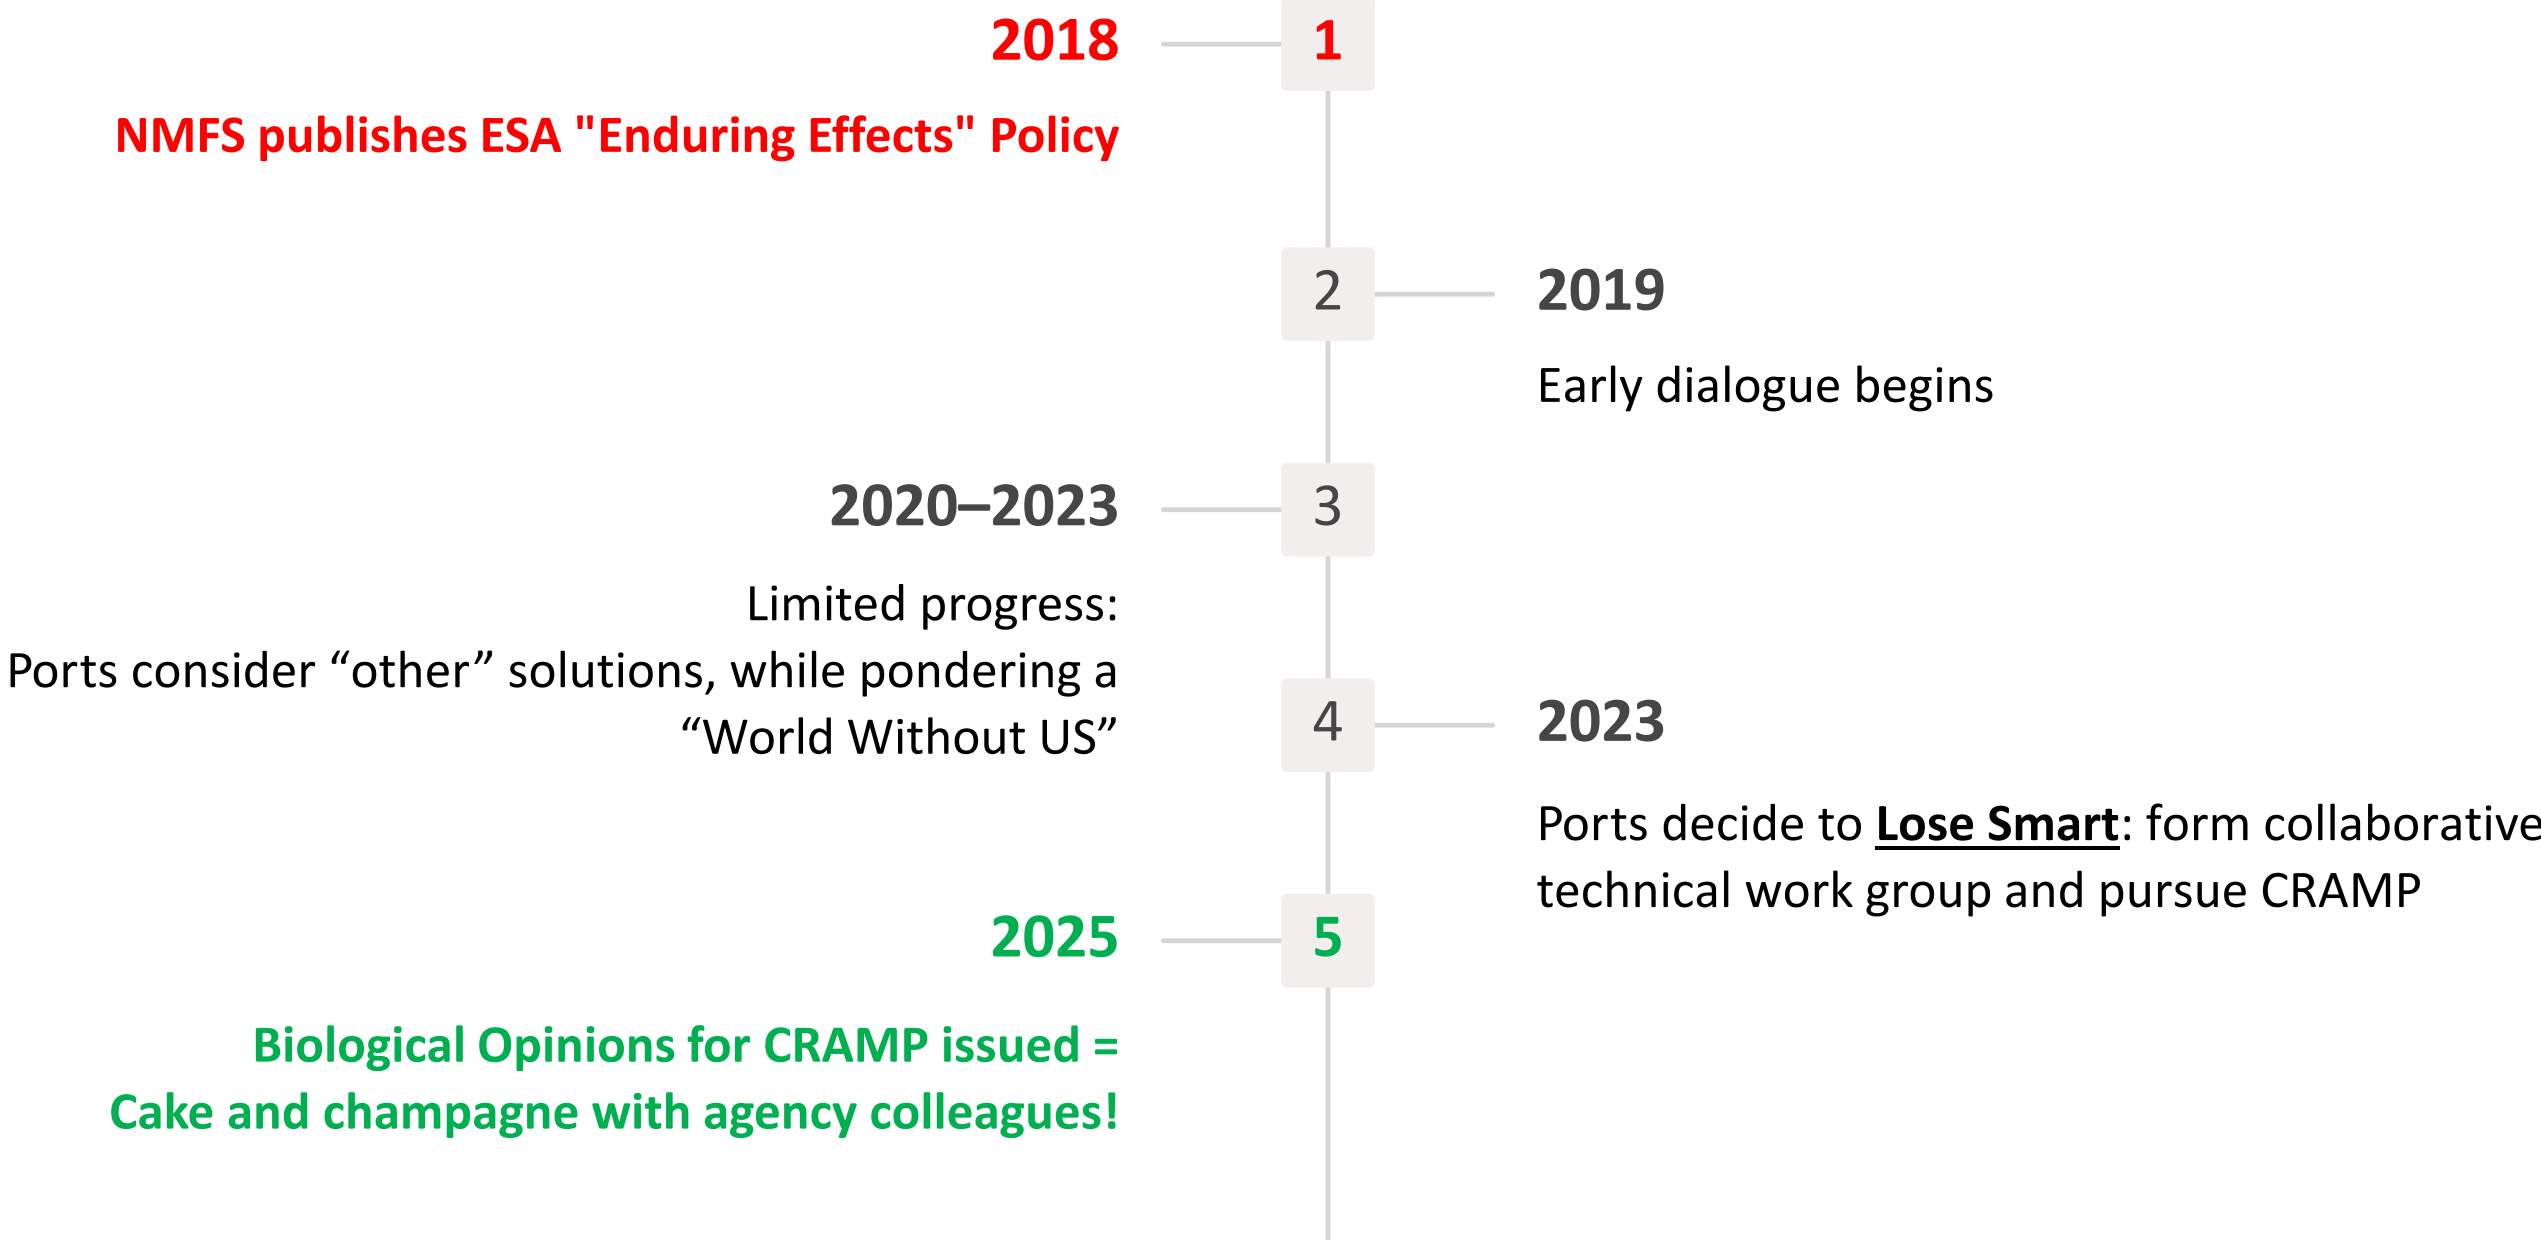 2018
1
NMFS publishes ESA "Enduring Effects" Policy
2
2019
Early dialogue begins
2020–2023
3
Limited progress:
Ports consider “other” solutions, while pondering a
“World Without US”
4
2023
Ports decide to Lose Smart: form collaborative
technical work group and pursue CRAMP
2025
5
Biological Opinions for CRAMP issued =
Cake and champagne with agency colleagues!